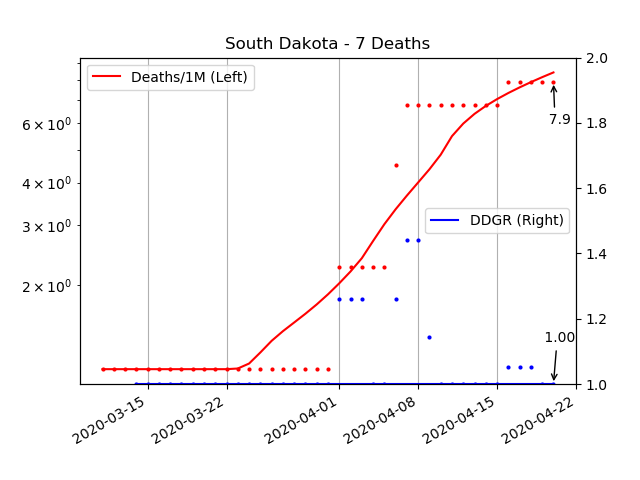 South Dakota - 7 Deaths
Deaths/1M (Left)
DDGR (Right)
7.9
1.00
6 × 10⁰
4 × 10⁰
3 × 10⁰
2 × 10⁰
2.0
1.8
1.6
1.4
1.2
1.0
2020-03-15
2020-03-22
2020-04-01
2020-04-08
2020-04-15
2020-04-22